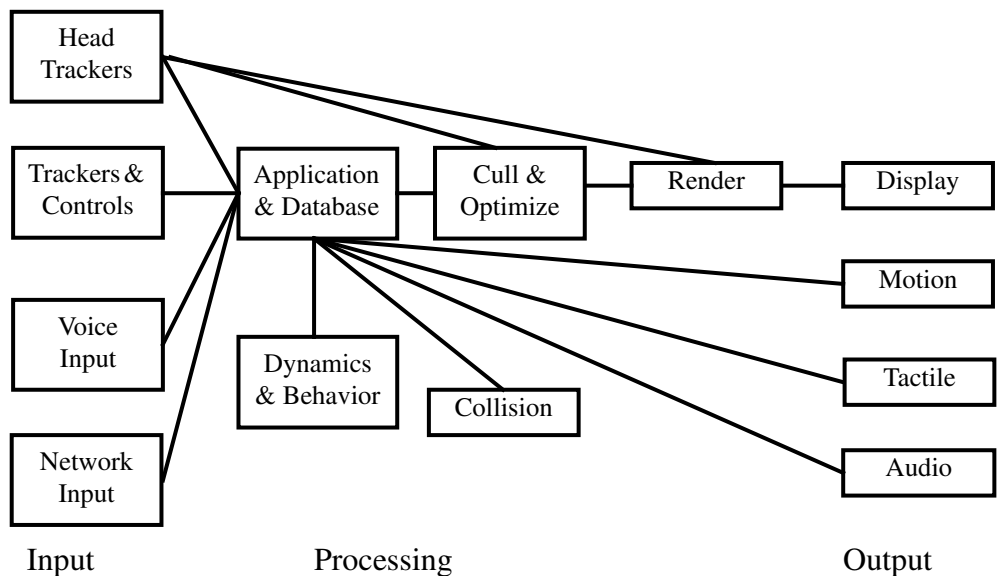 Head
Trackers
Trackers &
Controls
Application
& Database
Cull &
Optimize
Render
Display
Motion
Voice
Input
Dynamics
& Behavior
Collision
Tactile
Network
Input
Audio
Input
Processing
Output